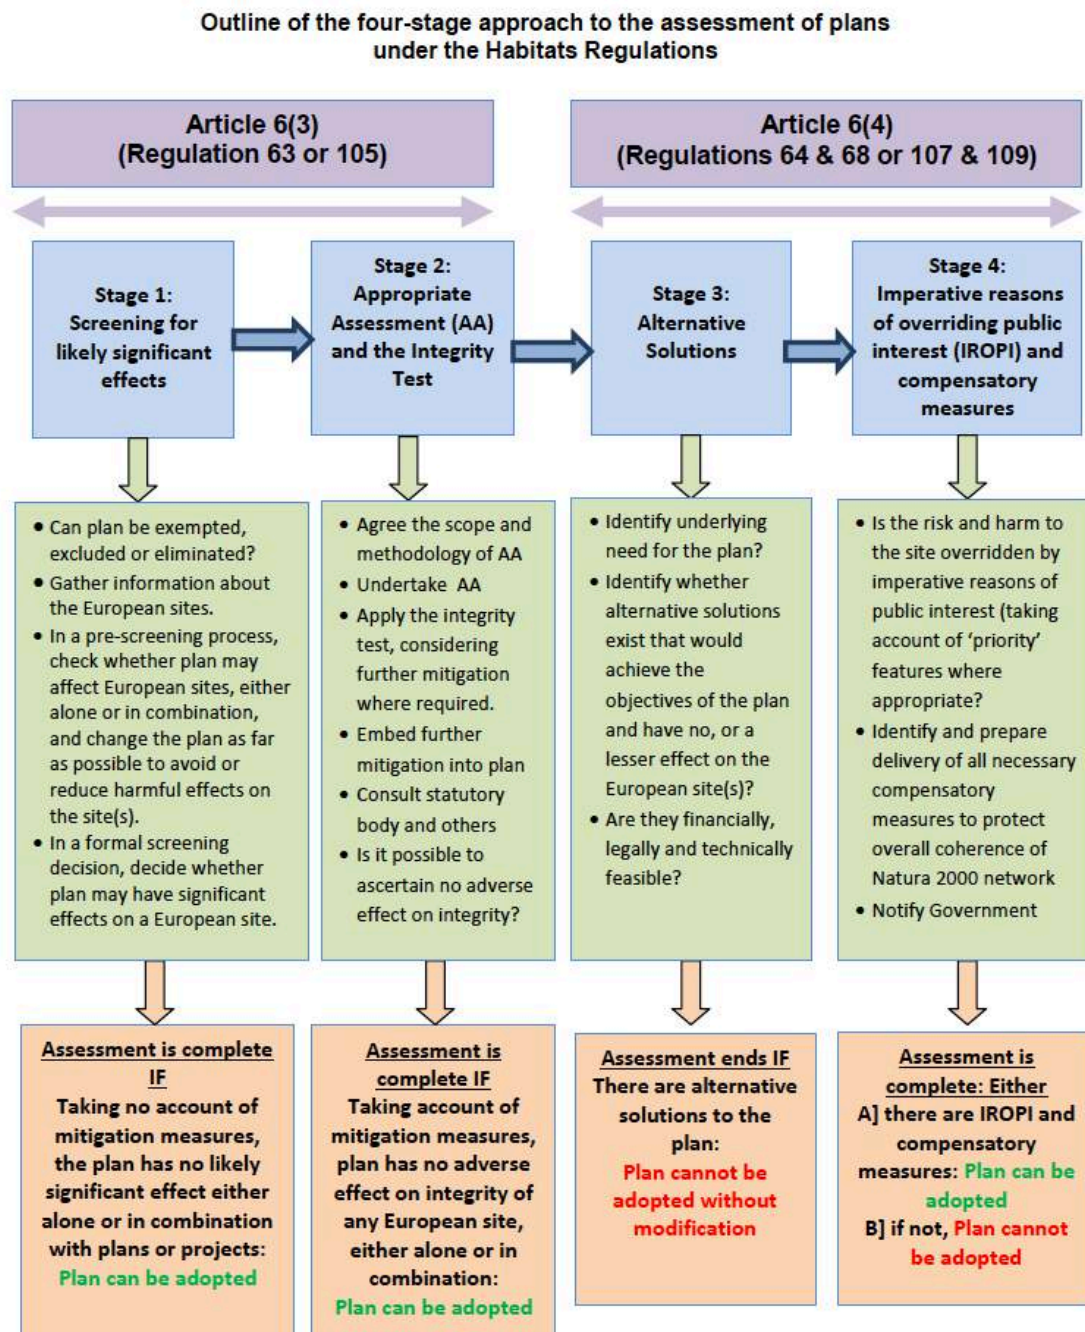 Outline of the four-stage approach to the assessment of plans
under the Habitats Regulations
Article 6(3)
(Regulation 63 or 105)
Article 6(4)
(Regulations 64 & 68 or 107 & 109)
Stage 1:
Screening for
likely significant
effects
Stage 2:
Appropriate
Assessment (AA)
and the Integrity
Test
Stage 3:
Alternative
Solutions
Stage 4:
Imperative reasons
of overriding public
interest (IROPI) and
compensatory
measures
• Can plan be exempted,
excluded or eliminated?
• Gather information about
the European sites.
• In a pre-screening process,
check whether plan may
affect European sites, either
alone or in combination,
and change the plan as far
as possible to avoid or
reduce harmful effects on
the site(s).
• In a formal screening
decision, decide whether
plan may have significant
effects on a European site.
• Agree the scope and
methodology of AA
• Undertake AA
• Apply the integrity
test, considering
further mitigation
where required.
• Embed further
mitigation into plan
• Consult statutory
body and others
• Is it possible to
ascertain no adverse
effect on integrity?
• Identify underlying
need for the plan?
• Identify whether
alternative solutions
exist that would
achieve the
objectives of the plan
and have no, or a
lesser effect on the
European site(s)?
• Are they financially,
legally and technically
feasible?
• Is the risk and harm to
the site overridden by
imperative reasons of
public interest (taking
account of ‘priority’
features where
appropriate?
• Identify and prepare
delivery of all necessary
compensatory
measures to protect
overall coherence of
Natura 2000 network
• Notify Government
Assessment is complete
IF
Taking no account of
mitigation measures,
the plan has no likely
significant effect either
alone or in combination
with plans or projects:
Plan can be adopted
Assessment is
complete IF
Taking account of
mitigation measures,
plan has no adverse
effect on integrity of
any European site,
either alone or in
combination:
Plan can be adopted
Assessment ends IF
There are alternative
solutions to the
plan:
Plan cannot be
adopted without
modification
Assessment is
complete: Either
A] there are IROPI and
compensatory
measures: Plan can be
adopted
B] if not, Plan cannot
be adopted